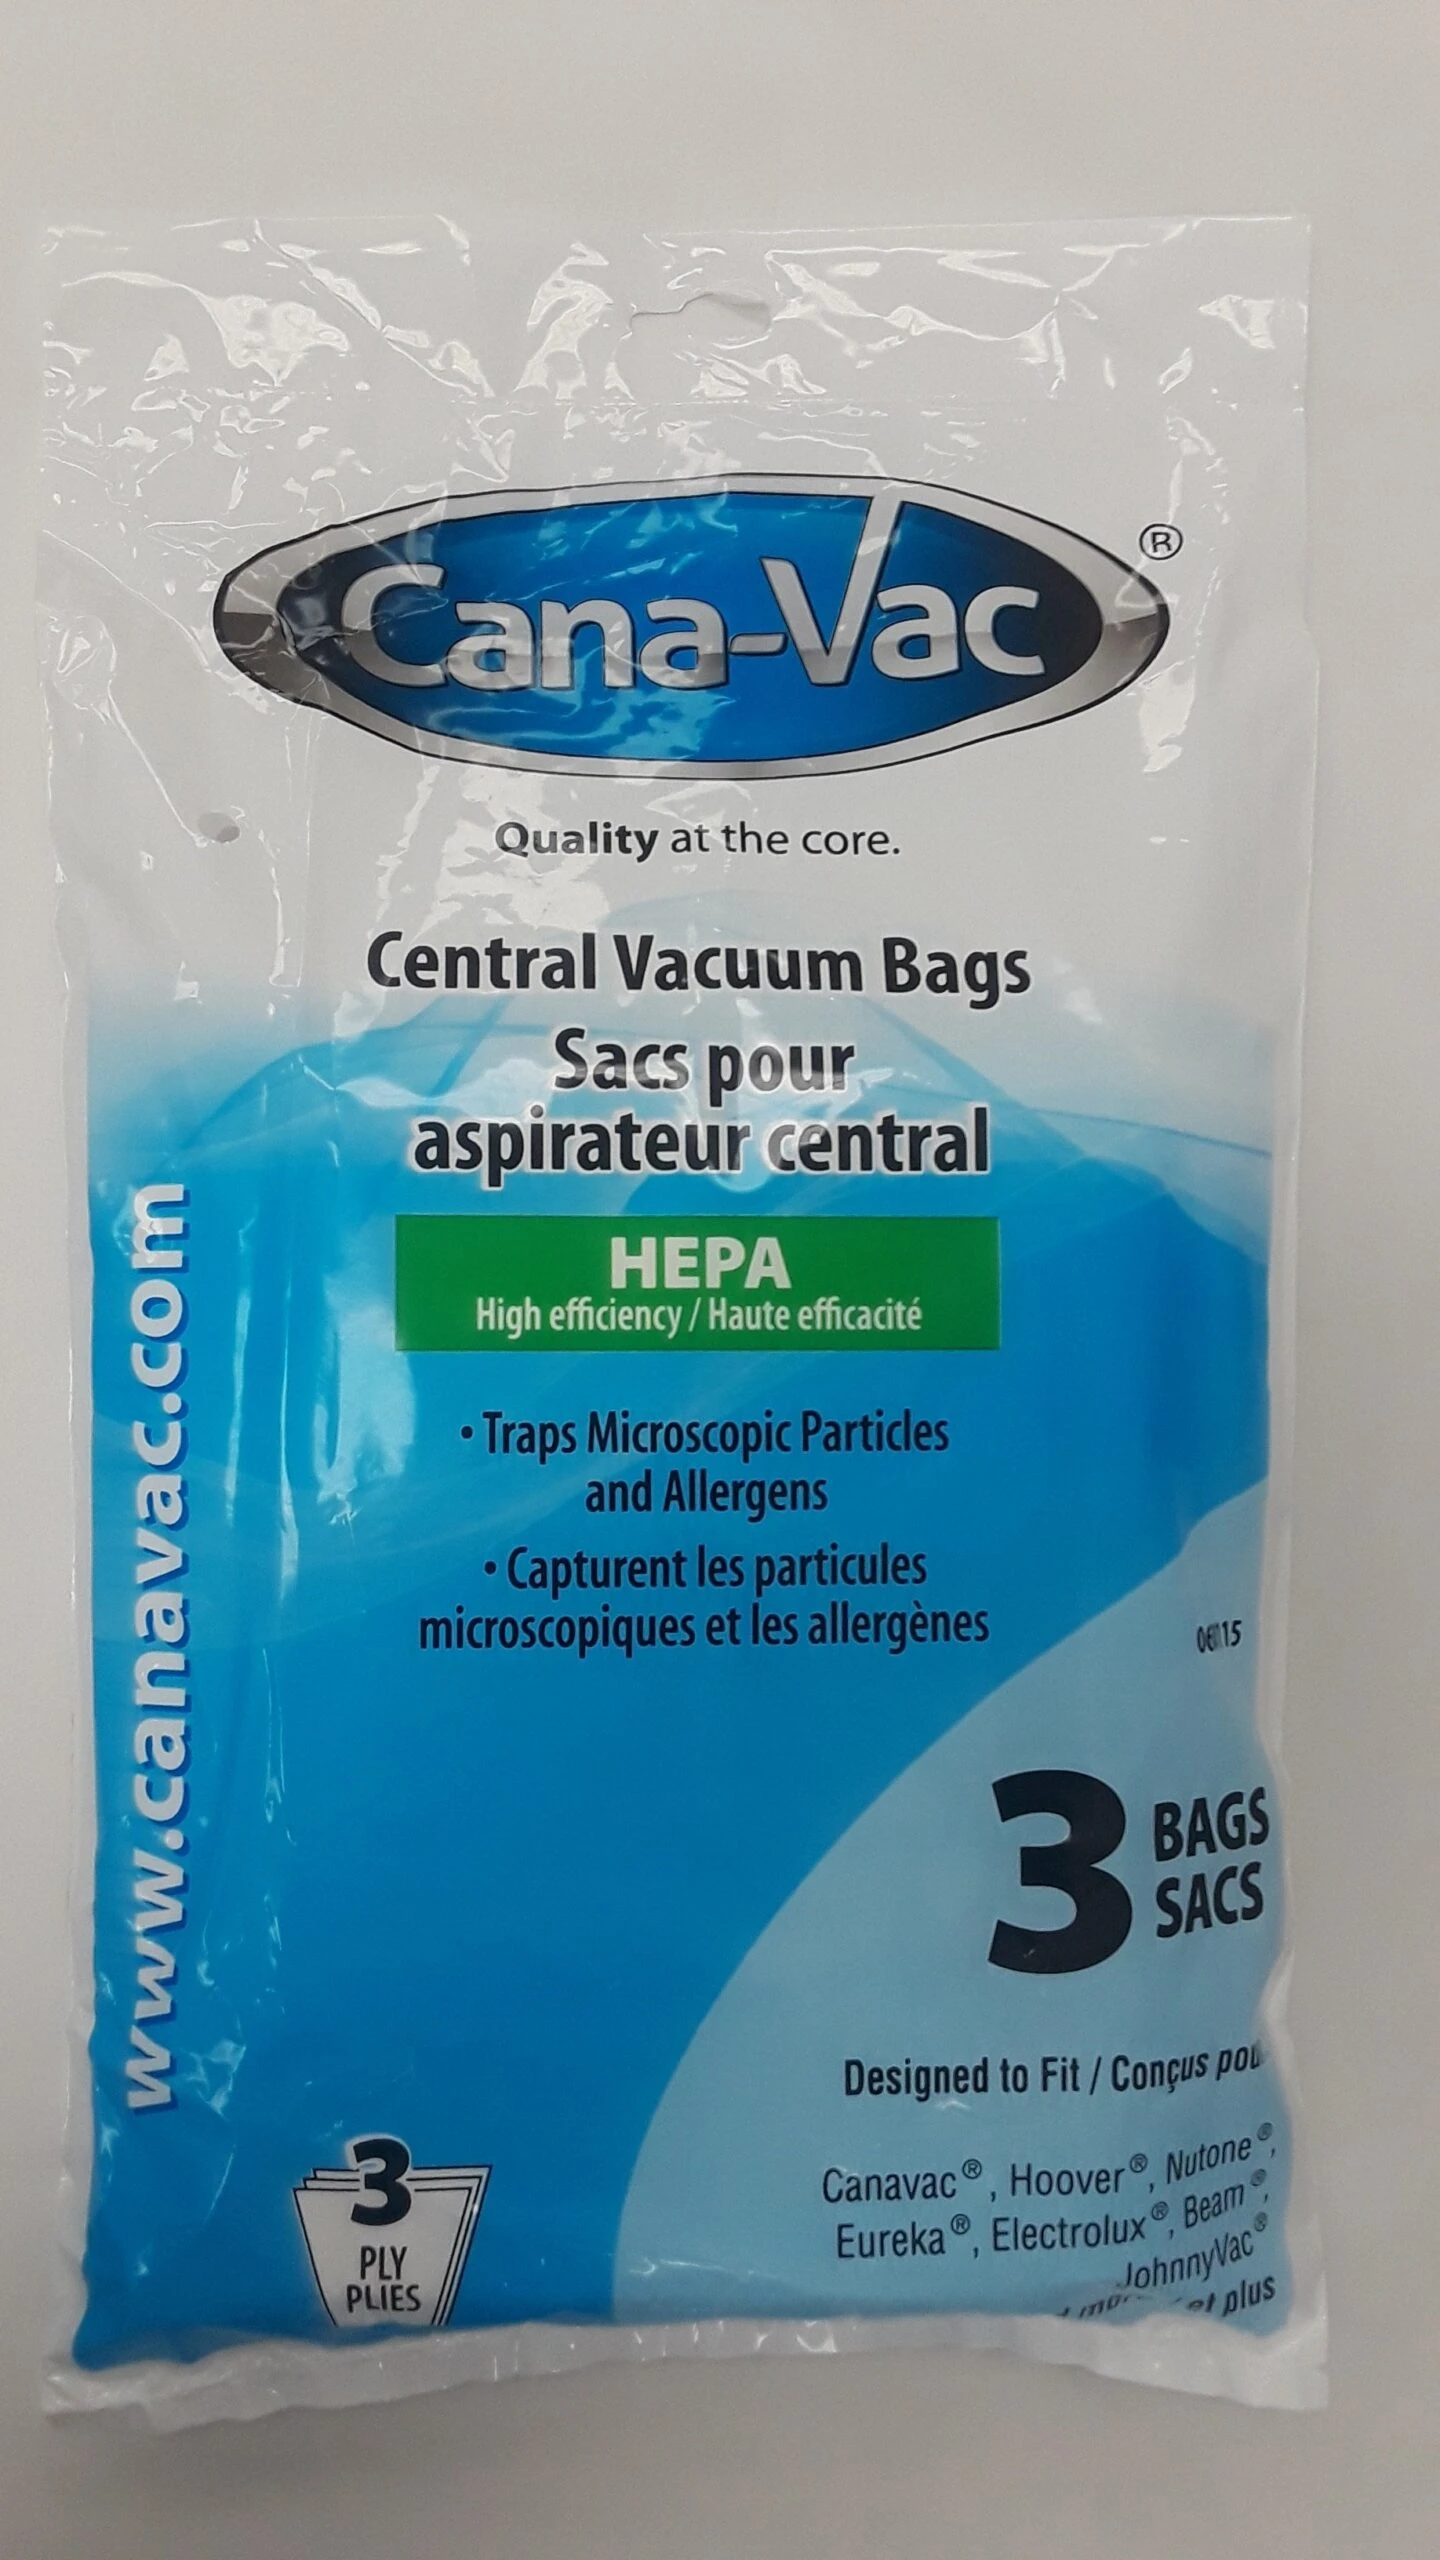 Cana-Vac®
Quality at the core.
Central Vacuum Bags
Sacs pour
aspirateur central
HEPA
High efficiency / Haute efficacité
• Traps Microscopic Particles
and Allergens
• Capturent les particules
microscopiques et les allergènes
www.canavac.com
3 BAGS
SACS
Designed to Fit / Conçus
Canavac®, Hoover®, Nutone®,
Eureka®, Electrolux®, Beam®,
JohnnyVac®
et plus
3
PLY
PLIES